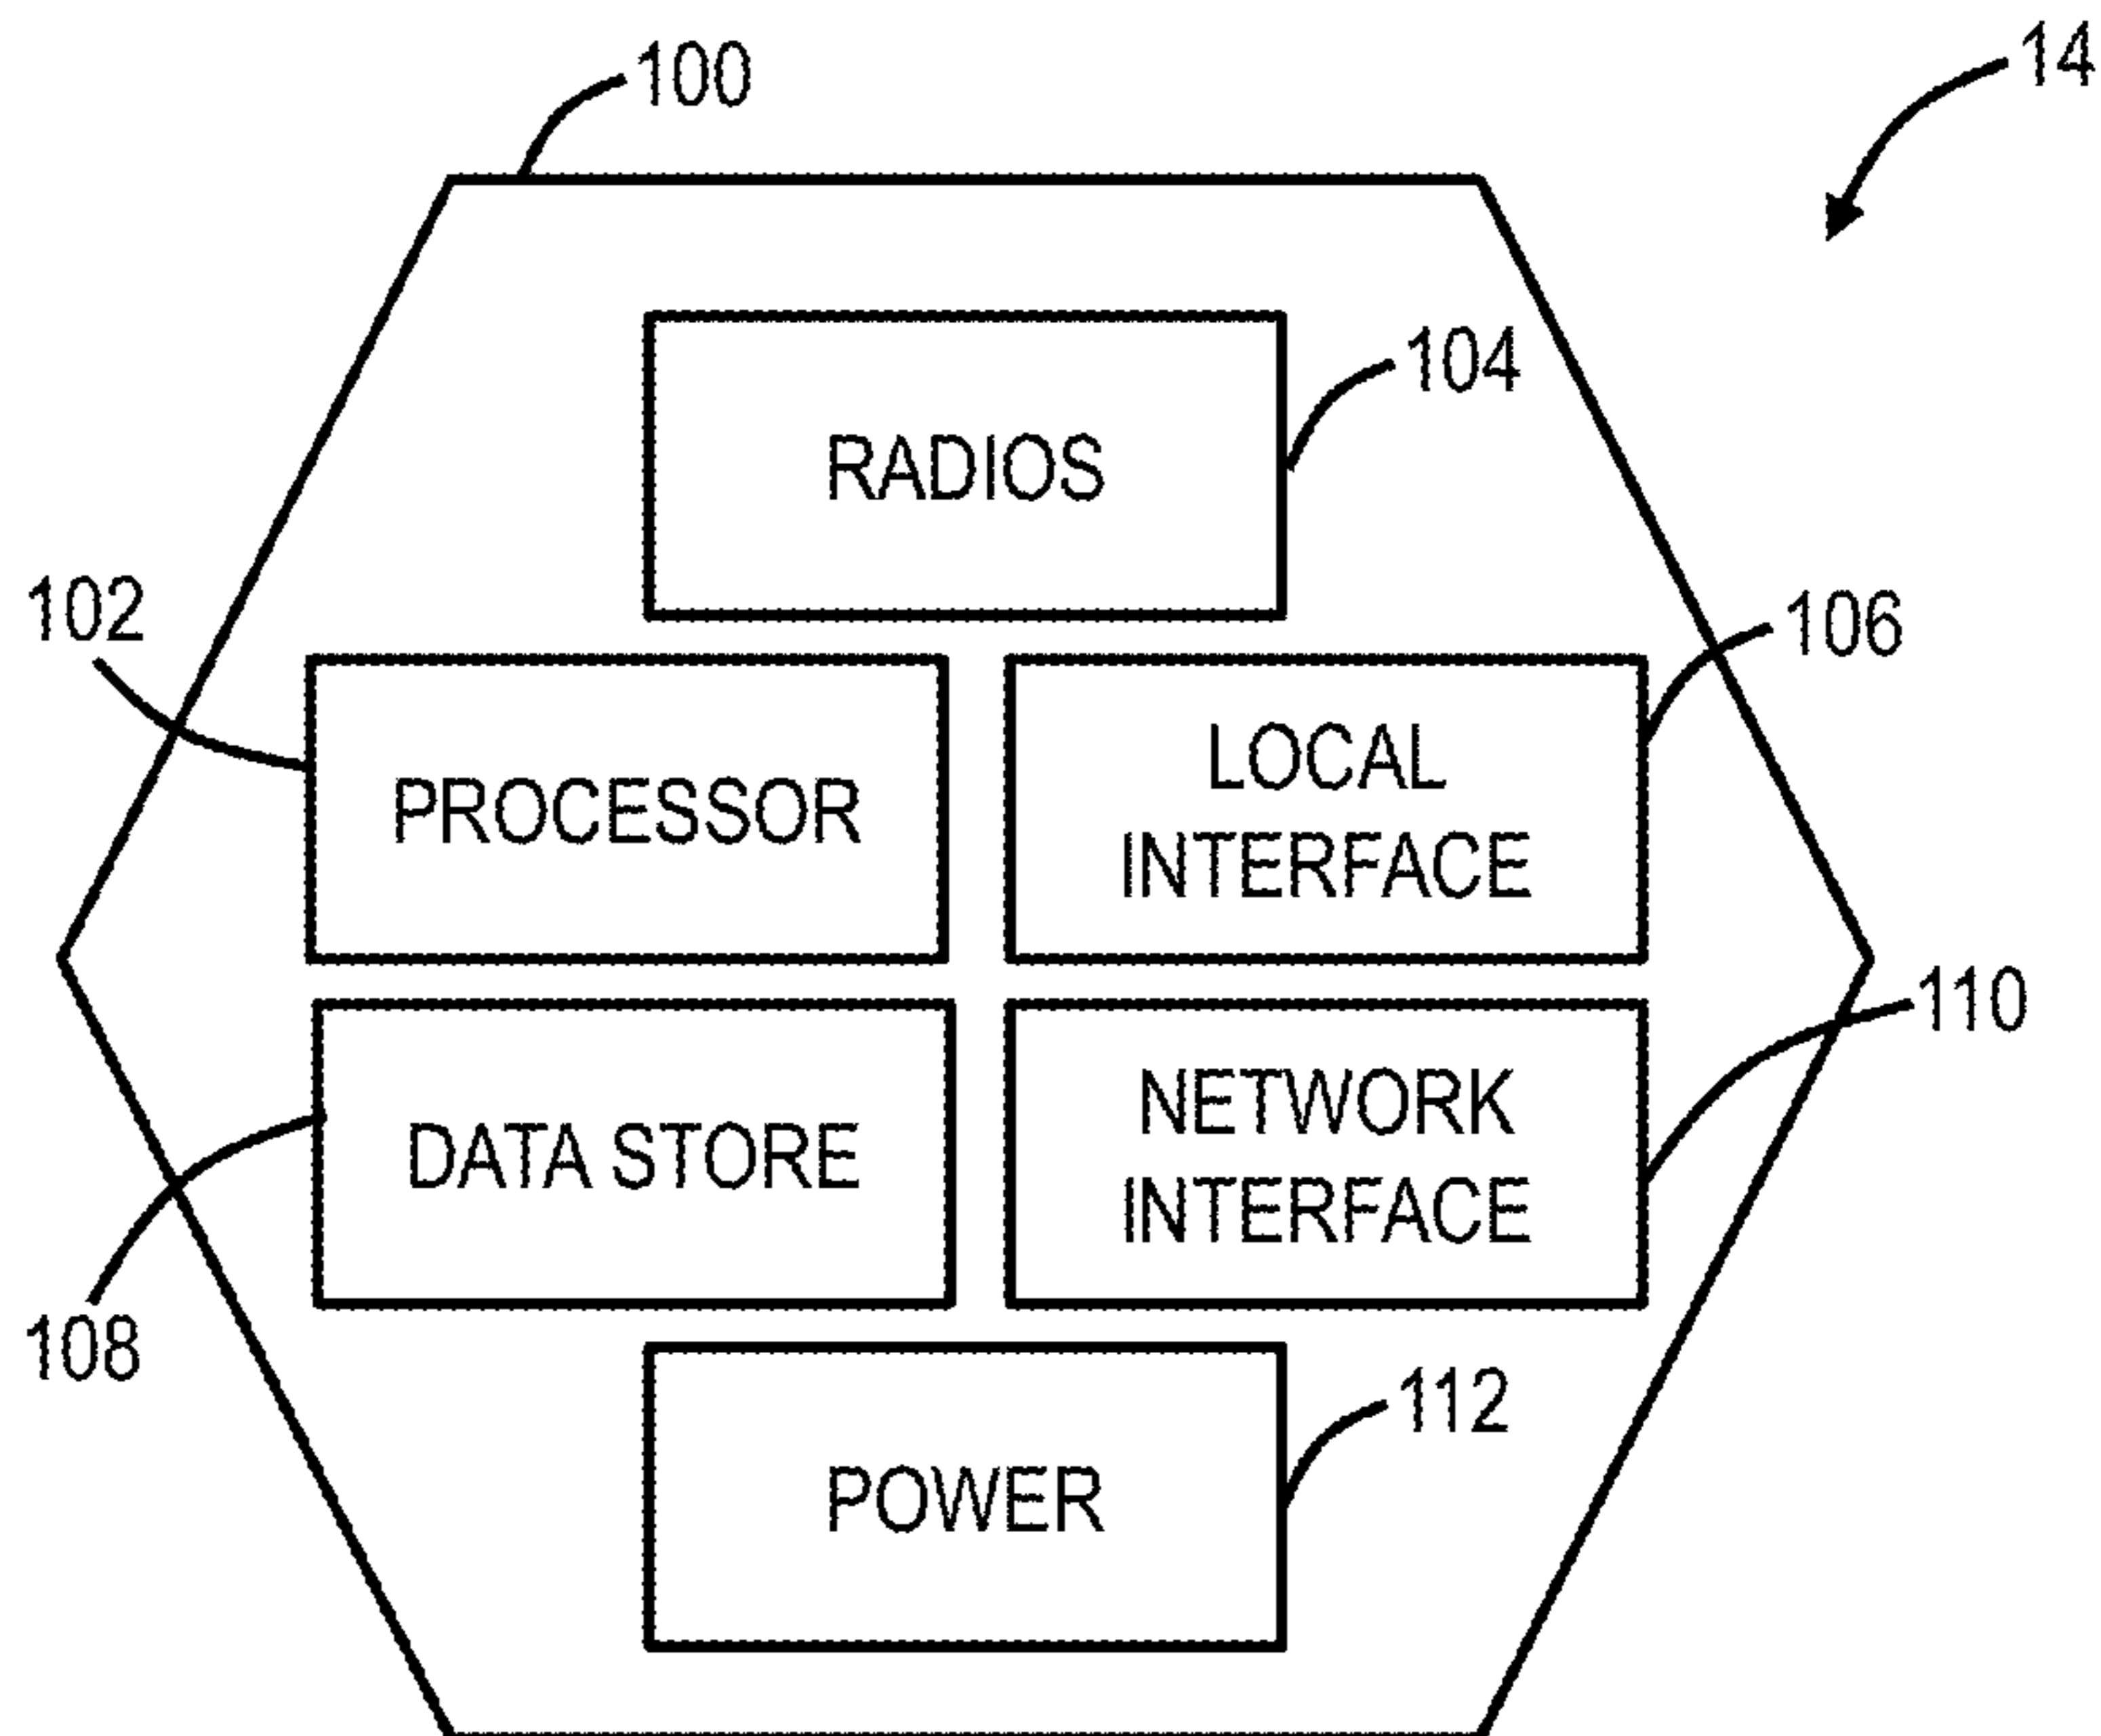 100
14
RADIOS
104
102
106
PROCESSOR
LOCAL
INTERFACE
110
DATA STORE
NETWORK
INTERFACE
108
POWER
112